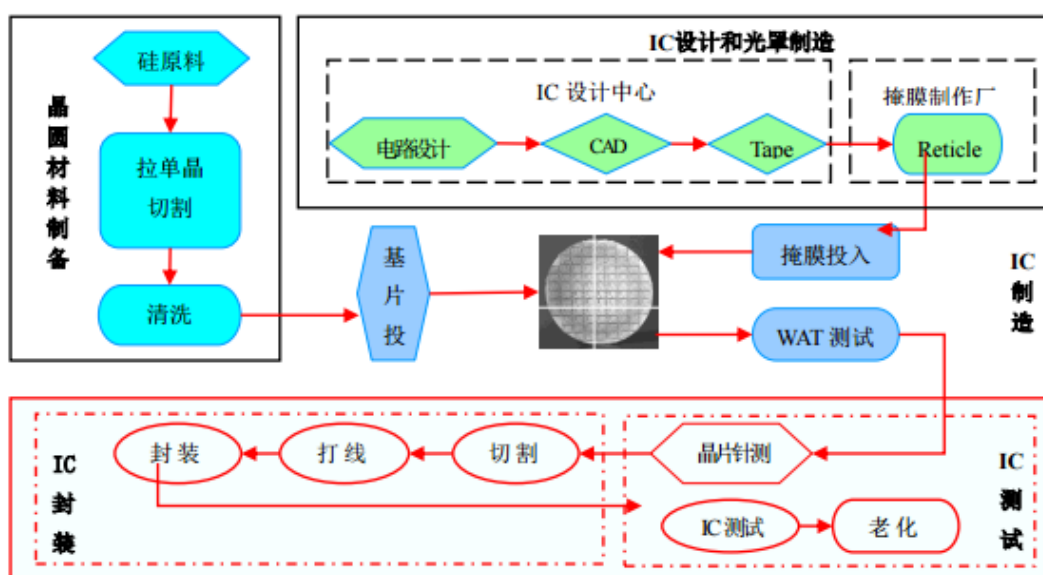 硅原料
晶
圆
材
料
制
备
拉单晶
切割
清洗
IC设计和光罩制造
IC 设计中心
电路设计
CAD
Tape
掩膜制作厂
Reticle
基
片
投
掩膜投入
WAT 测试
IC
制
造
IC
封
装
封 装
打 线
切 割
晶片针测
IC 测试
老 化
IC
测
试